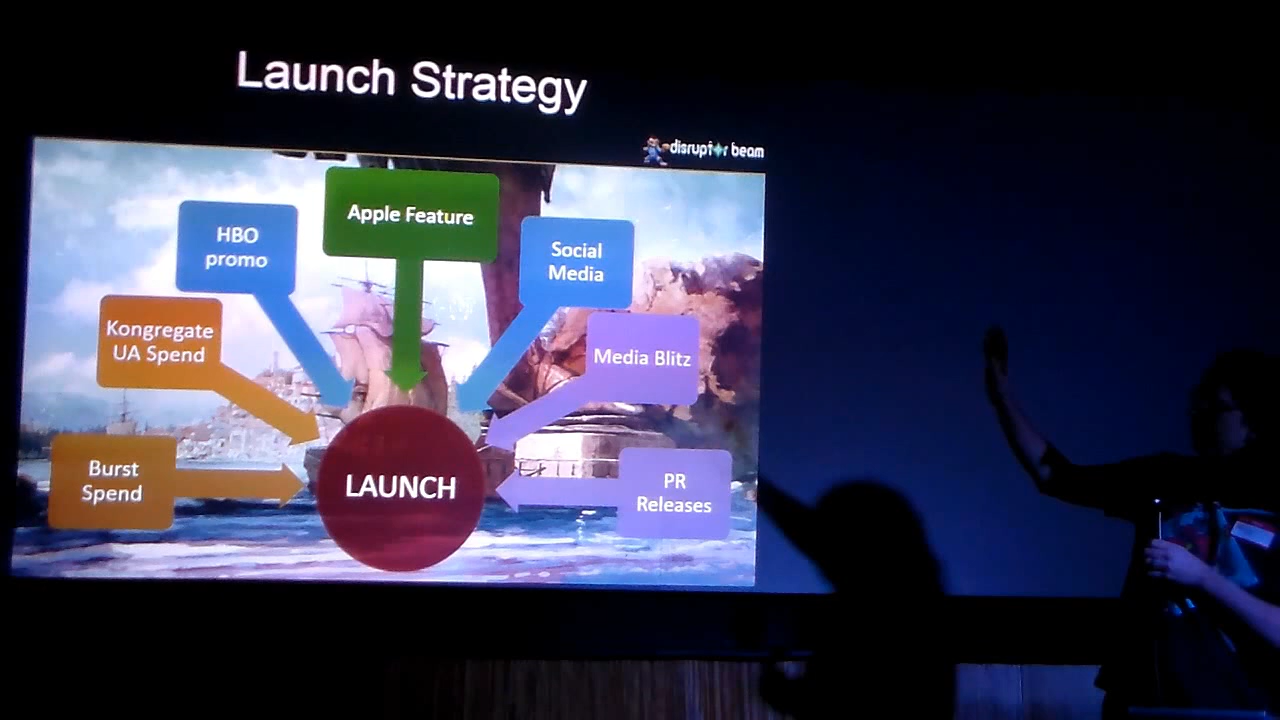 Launch Strategy
disruptor beam
Apple Feature
HBO
promo
Social
Media
Kongregate
UA Spend
Media Blitz
Burst
Spend
LAUNCH
PR
Releases